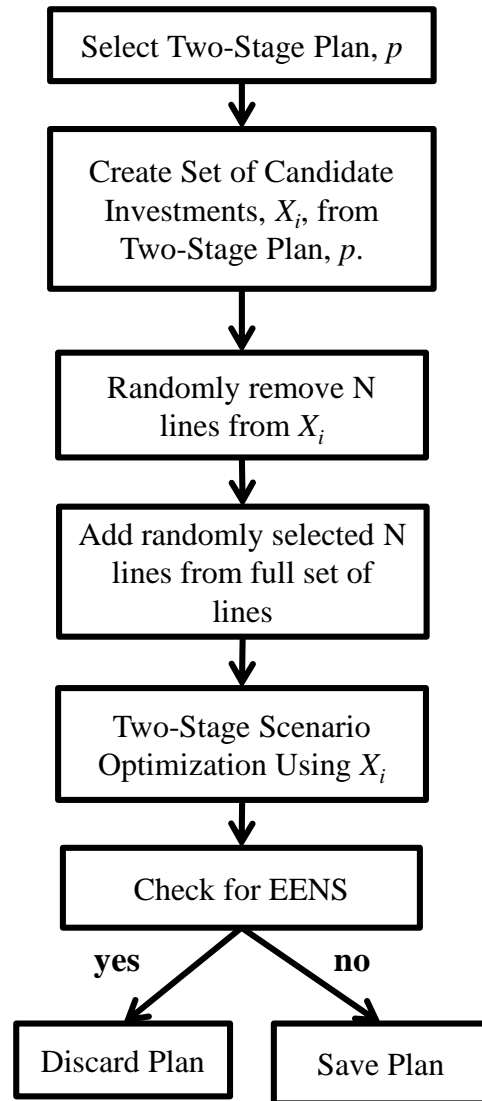 Select Two-Stage Plan, p
Create Set of Candidate
Investments, Xi, from
Two-Stage Plan, p.
Randomly remove N
lines from Xi
Add randomly selected N
lines from full set of
lines
Two-Stage Scenario
Optimization Using Xi
Check for EENS
yes
no
Discard Plan
Save Plan